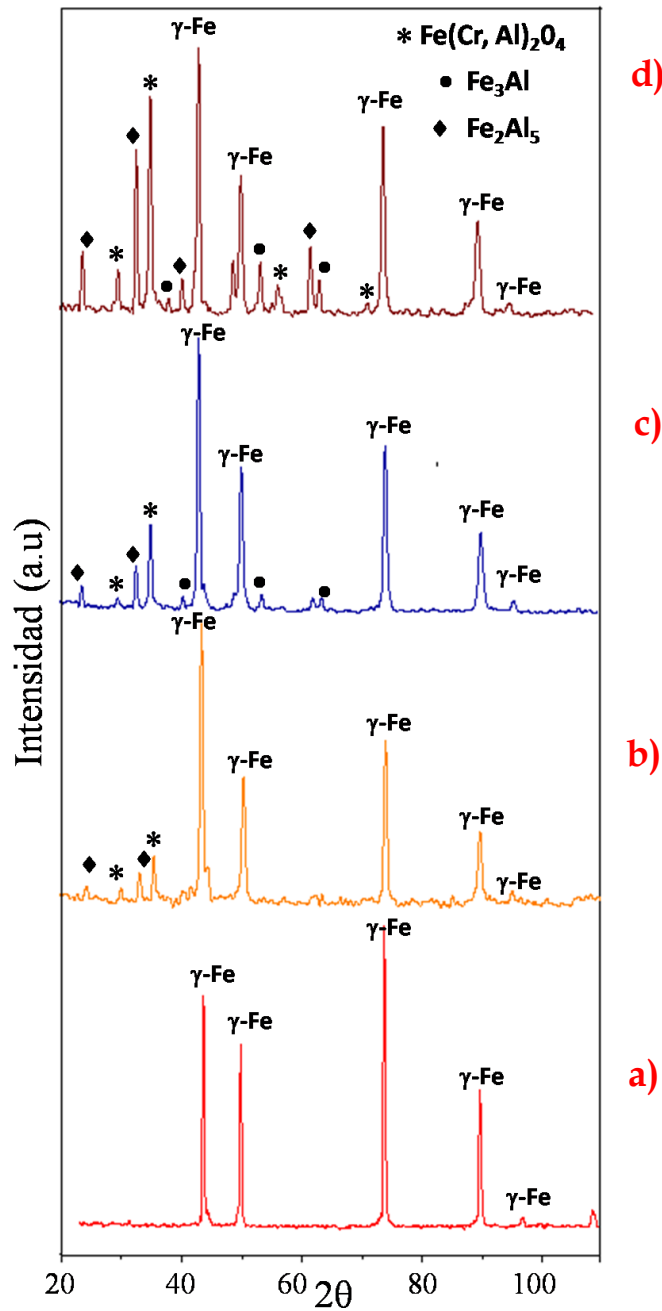 γ-Fe
* Fe(Cr, Al)₂0₄
● Fe₃Al
◆ Fe₂Al₅
d)
*
γ-Fe
◆
γ-Fe
◆ * ● ◆ ● * ◆ ● *
γ-Fe
γ-Fe
γ-Fe
c)
γ-Fe
γ-Fe
*
γ-Fe
◆ * ◆ ● ● ●
γ-Fe
γ-Fe
b)
γ-Fe
γ-Fe
◆ * ◆ *
γ-Fe
γ-Fe
γ-Fe
a)
γ-Fe
γ-Fe
γ-Fe
γ-Fe
Intensidad (a.u)
20 40 60 80 100
2θ